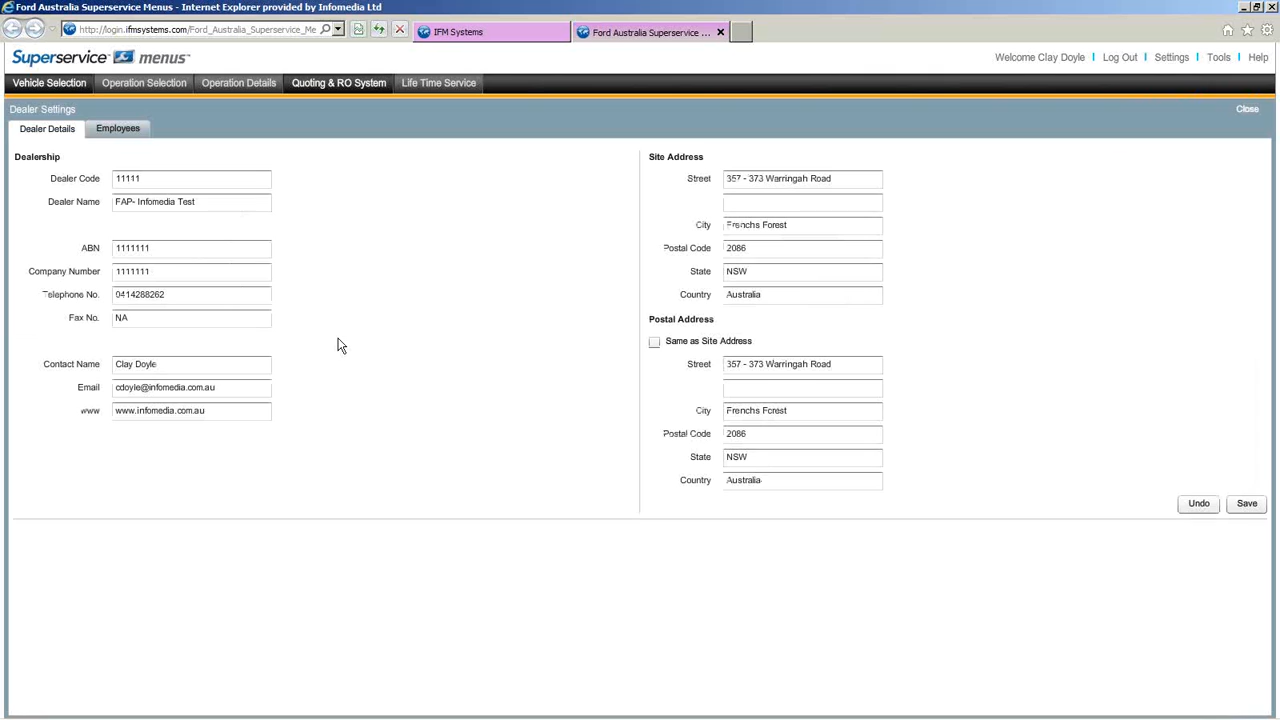 Ford Australia Superservice Menus - Internet Explorer provided by Infomedia Ltd
http://login.ifmsystems.com/Ford_Australia_Superservice_Me
IFM Systems
Ford Australia Superservice ...
Superservice menus
Welcome Clay Doyle Log Out Settings Tools Help
Vehicle Selection Operation Selection Operation Details Quoting & RO System Life Time Service
Dealer Settings Close
Dealer Details Employees
Dealership
Dealer Code 11111
Dealer Name FAP- Infomedia Test
ABN 1111111
Company Number 1111111
Telephone No. 0414288262
Fax No. NA
Contact Name Clay Doyle
Email cdoyle@infomedia.com.au
www www.infomedia.com.au
Site Address
Street 357 - 373 Warringah Road
City Frenchs Forest
Postal Code 2086
State NSW
Country Australia
Postal Address
Same as Site Address
Street 357 - 373 Warringah Road
City Frenchs Forest
Postal Code 2086
State NSW
Country Australia
Undo Save